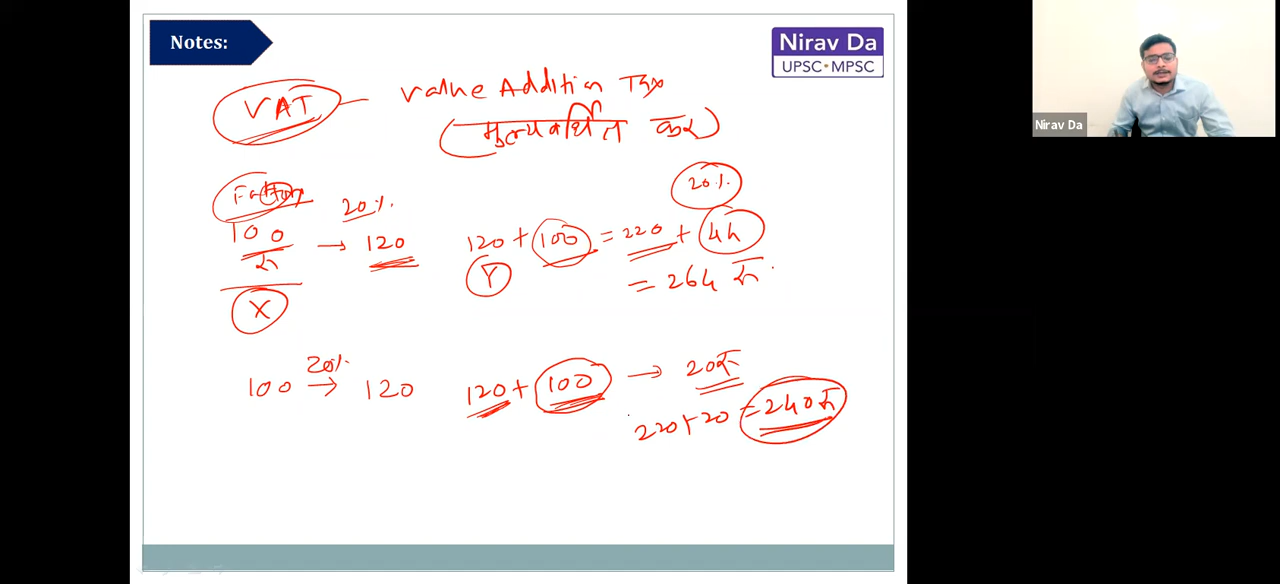 Notes:
Nirav Da
UPSC•MPSC
Nirav Da
VAT — Value Addition Tax
(मुल्यवर्धित कर)
Factory
20%
20%
100 रु → 120
120 + 100 = 220 + 44
X
Y
= 264 रु.
20%
100 → 120
120 + 100 → 20रु
220+20 = 240रु